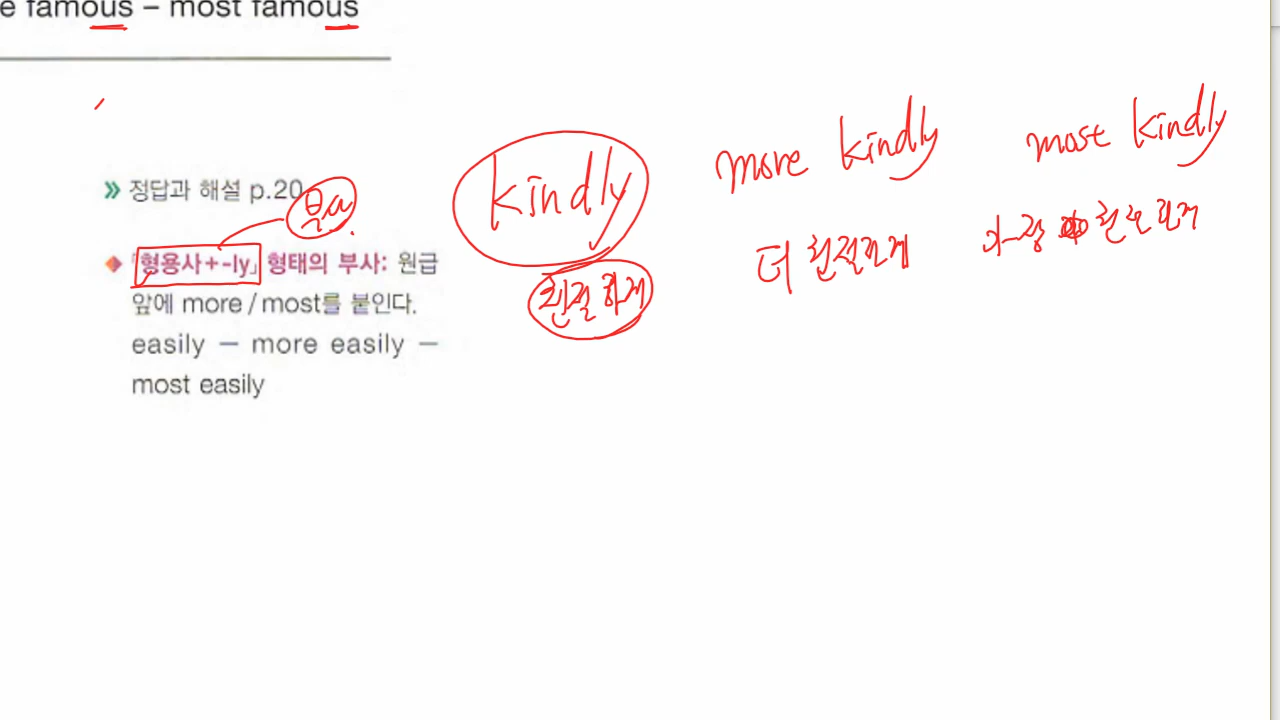 e famous – most famous
» 정답과 해설 p.20
부사
◆ 「형용사+-ly」 형태의 부사: 원급
앞에 more / most를 붙인다.
easily – more easily –
most easily
kindly
친절하게
more kindly
더 친절하게
most kindly
가장 친절하게